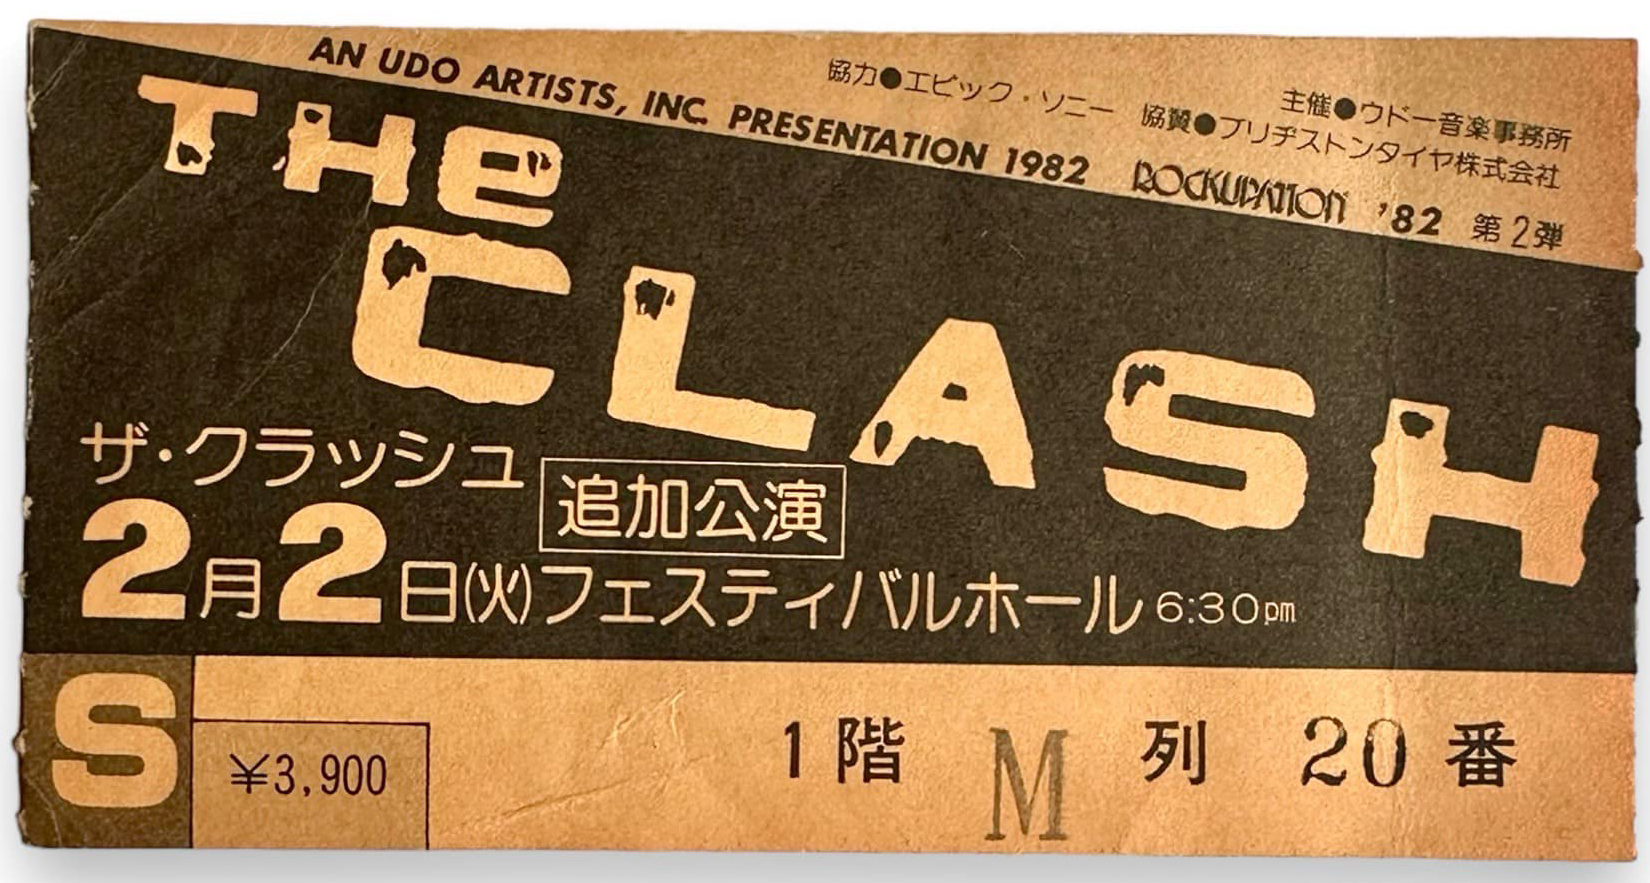 AN UDO ARTISTS, INC. PRESENTATION 1982
協力●エピック・ソニー
主催●ウドー音楽事務所
協賛●ブリヂストンタイヤ株式会社
ROCKUPATION '82 第2弾
THE
CLASH
ザ・クラッシュ
追加公演
2月2日(火)フェスティバルホール 6:30pm
S
¥3,900
1階 M 列 20 番